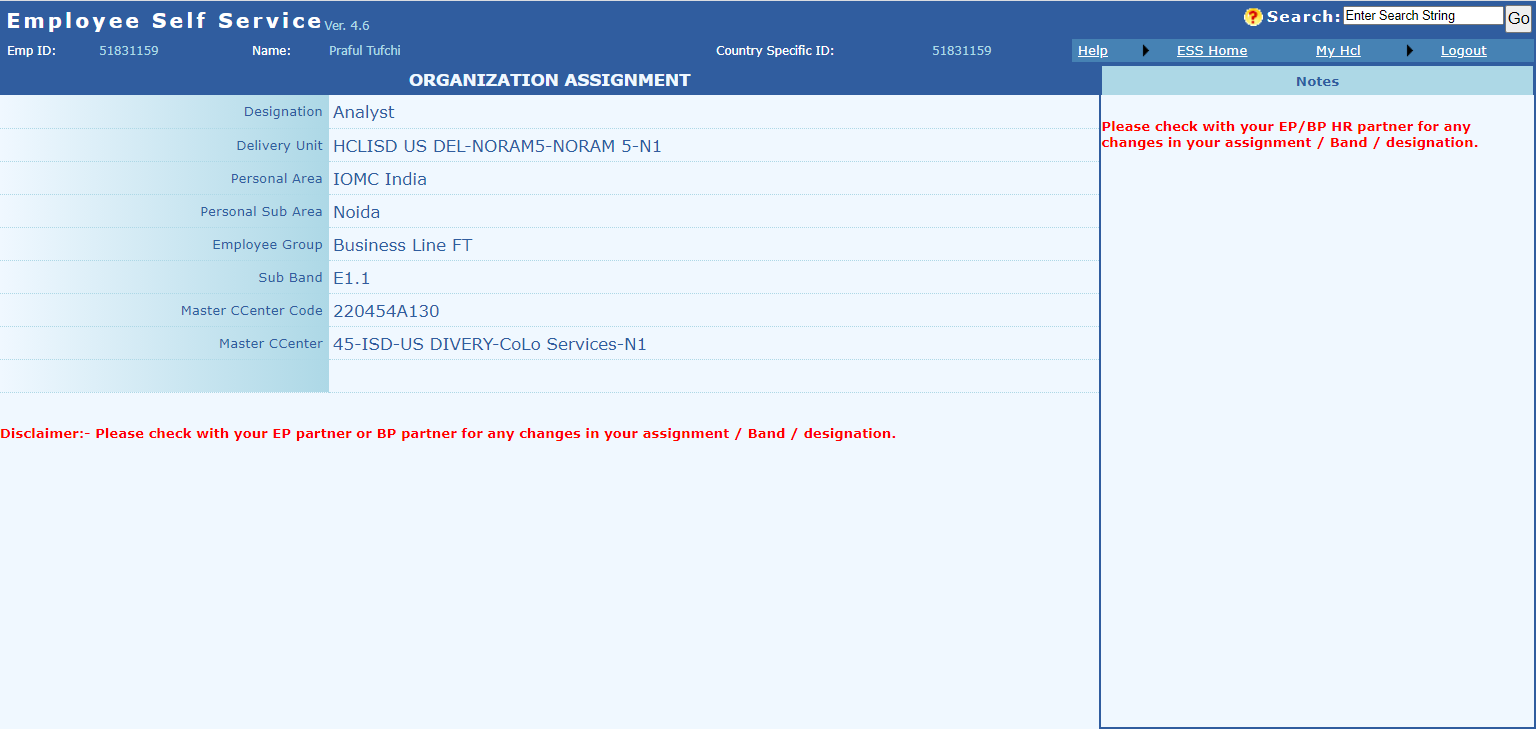 Employee Self Service Ver. 4.6
? Search: Enter Search String Go
Emp ID: 51831159 Name: Praful Tufchi Country Specific ID: 51831159
Help ESS Home My Hcl Logout
ORGANIZATION ASSIGNMENT
Designation Analyst
Delivery Unit HCLISD US DEL-NORAM5-NORAM 5-N1
Personal Area IOMC India
Personal Sub Area Noida
Employee Group Business Line FT
Sub Band E1.1
Master CCenter Code 220454A130
Master CCenter 45-ISD-US DIVERY-CoLo Services-N1
Disclaimer:- Please check with your EP partner or BP partner for any changes in your assignment / Band / designation.
Notes
Please check with your EP/BP HR partner for any
changes in your assignment / Band / designation.